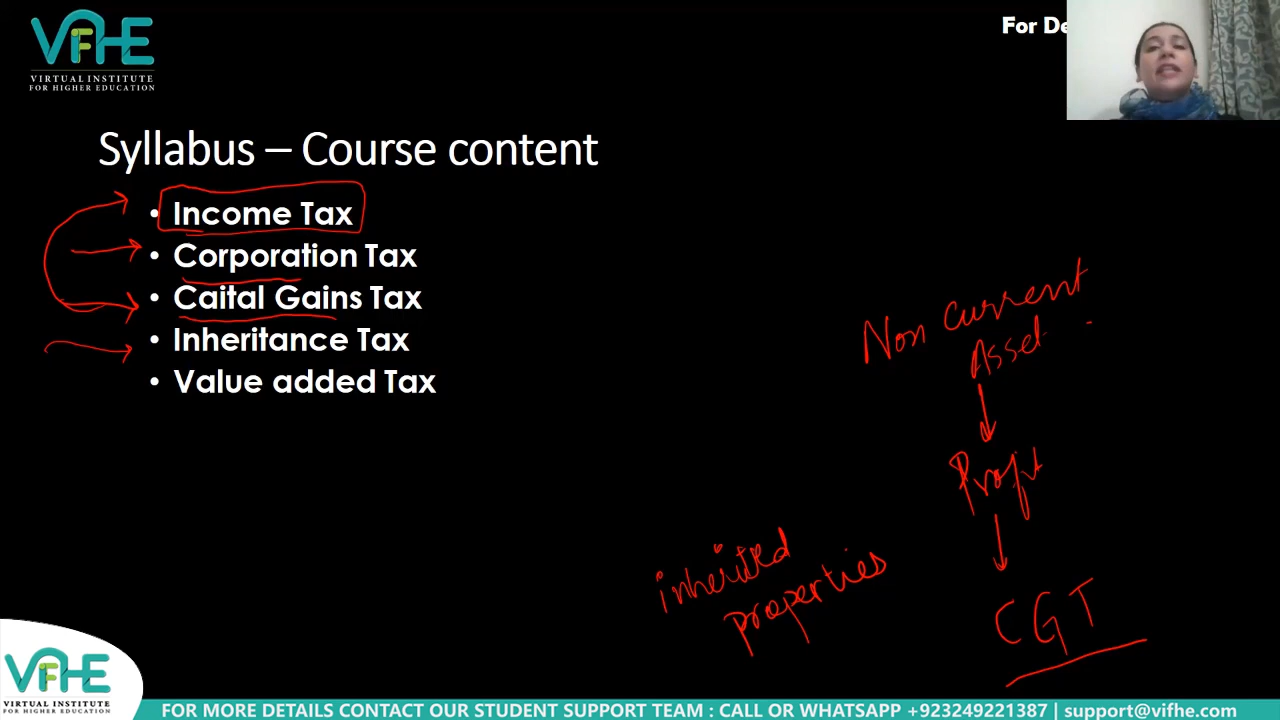 VIFHE
VIRTUAL INSTITUTE
FOR HIGHER EDUCATION
For De
Syllabus – Course content
• Income Tax
• Corporation Tax
• Caital Gains Tax
• Inheritance Tax
• Value added Tax
Non Current
Asset
Profit
inherited
properties
CGT
VIFHE
VIRTUAL INSTITUTE
FOR HIGHER EDUCATION
FOR MORE DETAILS CONTACT OUR STUDENT SUPPORT TEAM : CALL OR WHATSAPP +923249221387 | support@vifhe.com